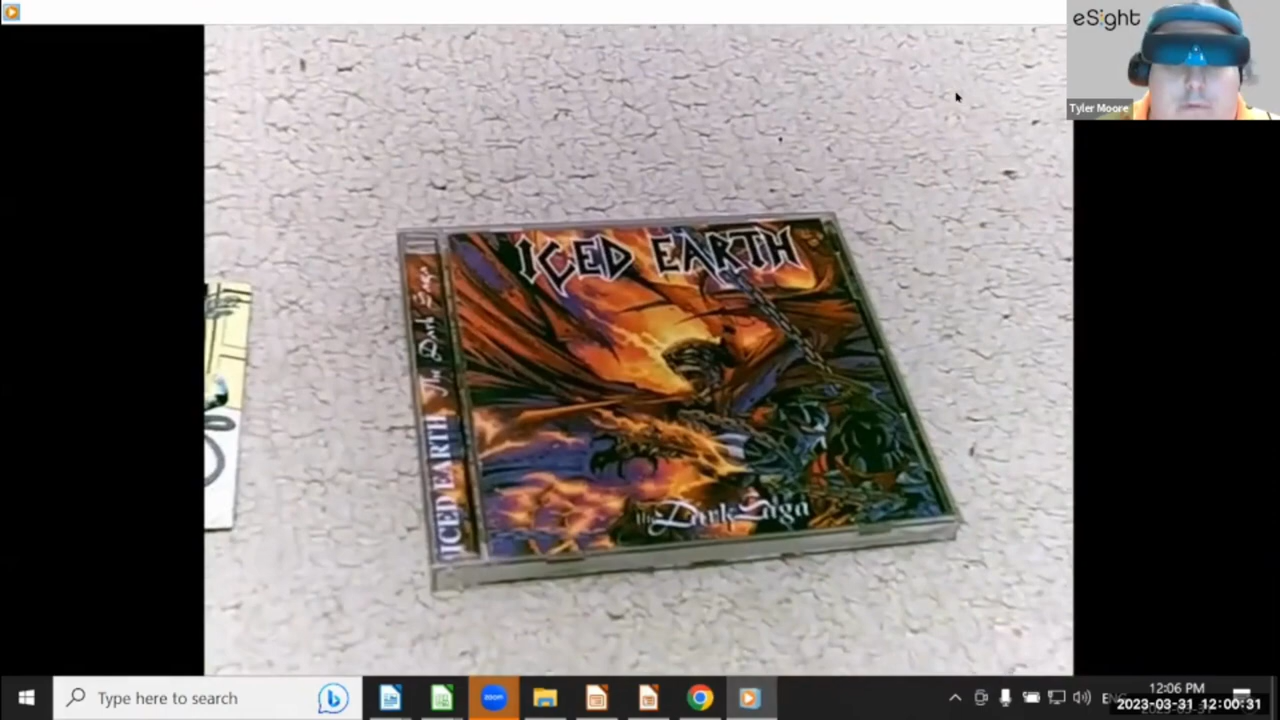 eSight
Tyler Moore
ICED EARTH
ICED EARTH The Dark Saga
the Dark Saga
Type here to search
zoom
12:06 PM
2023-03-31 12:00:31